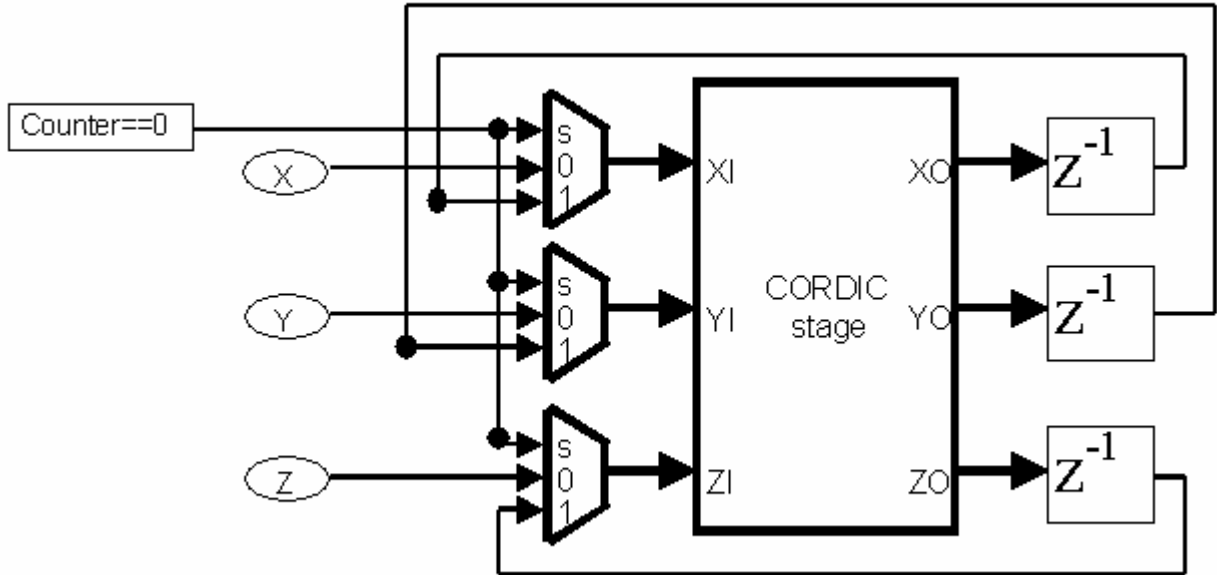 Counter==0
X
Y
Z
s
0
1
s
0
1
s
0
1
XI
YI
ZI
CORDIC
stage
XO
YO
ZO
Z-1
Z-1
Z-1